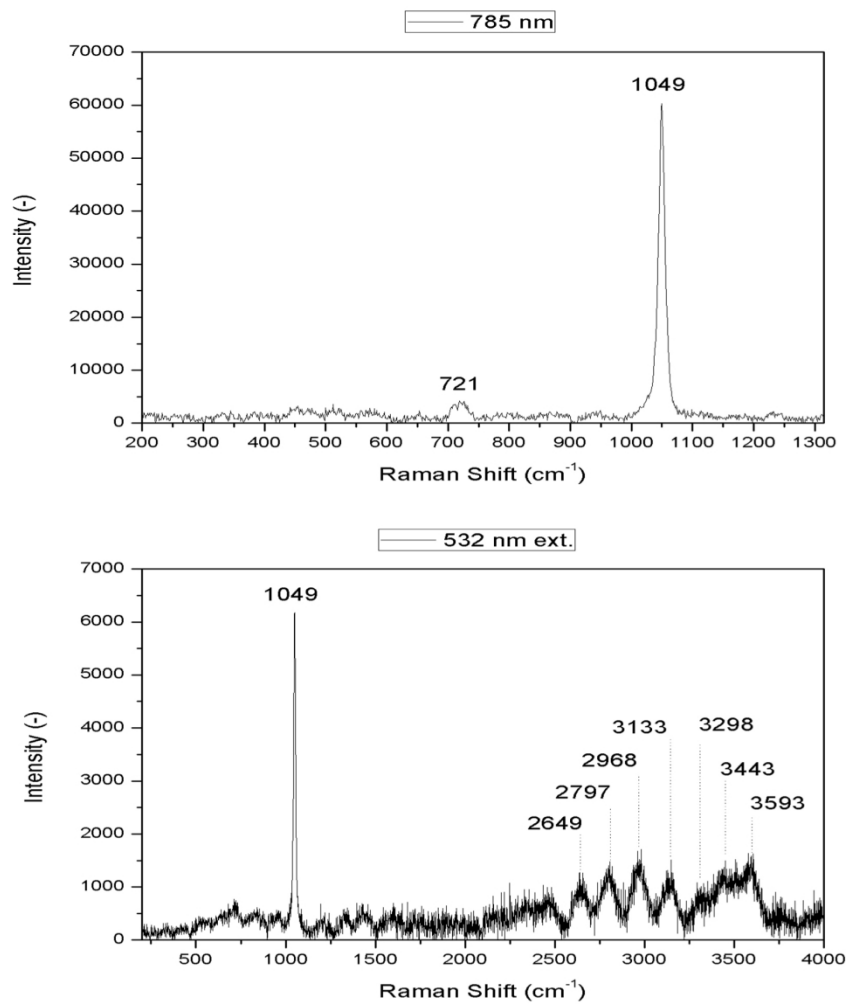 785 nm
70000
60000
50000
40000
30000
20000
10000
0
Intensity (-)
1049
721
200 300 400 500 600 700 800 900 1000 1100 1200 1300
Raman Shift (cm⁻¹)
532 nm ext.
7000
6000
5000
4000
3000
2000
1000
0
Intensity (-)
1049
3133 3298
2968 3443
2797 3593
2649
500 1000 1500 2000 2500 3000 3500 4000
Raman Shift (cm⁻¹)